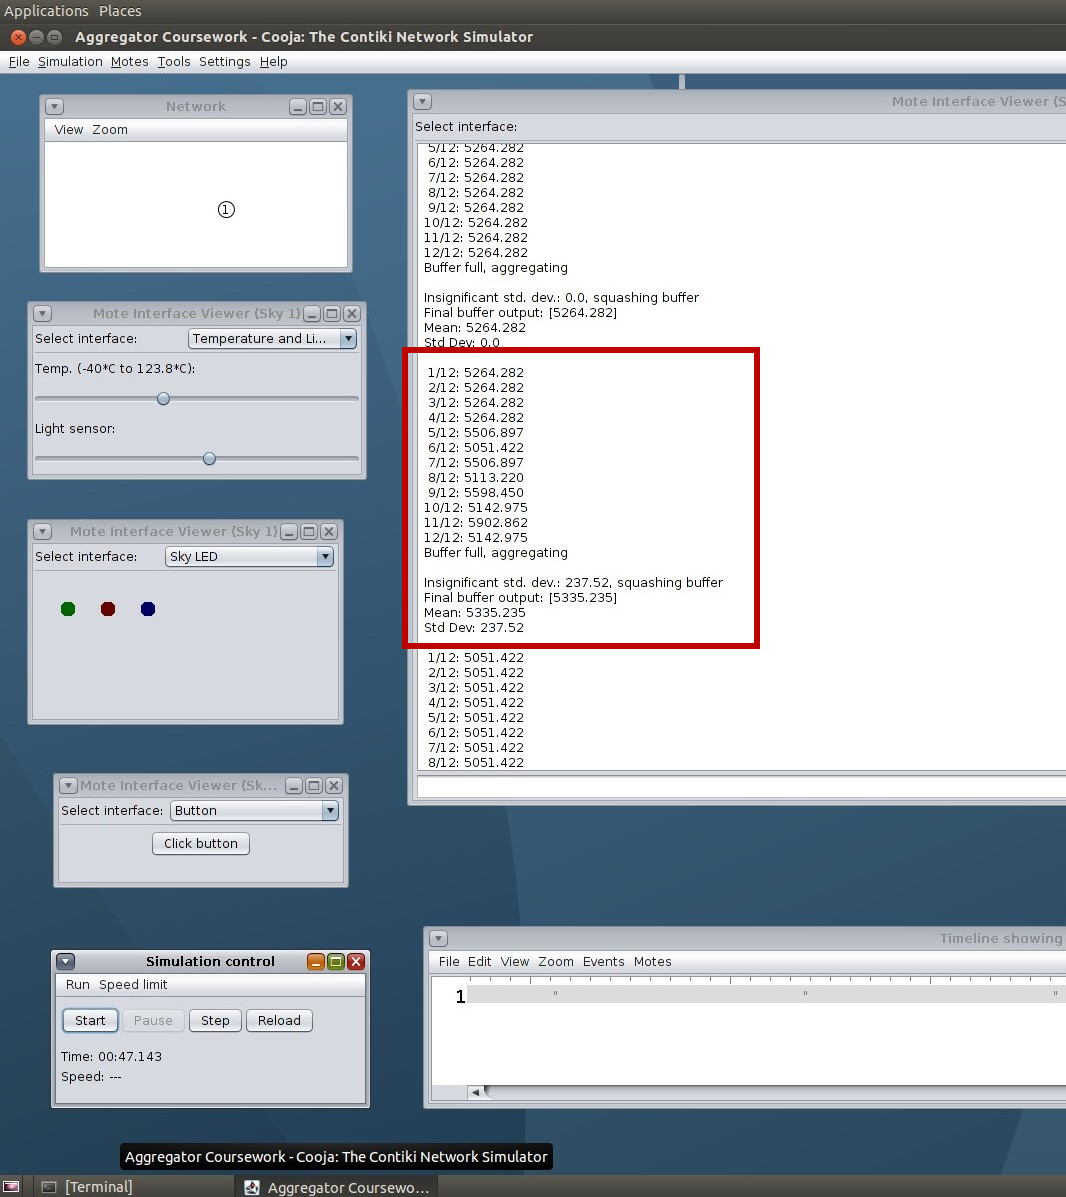 Applications Places
Aggregator Coursework - Cooja: The Contiki Network Simulator
File Simulation Motes Tools Settings Help
Network
View Zoom
1
Mote Interface Viewer (Sky 1)
Select interface: Temperature and Li...
Temp. (-40*C to 123.8*C):
Light sensor:
Mote Interface Viewer (Sky 1)
Select interface: Sky LED
Mote Interface Viewer (Sk...
Select interface: Button
Click button
Simulation control
Run Speed limit
Start Pause Step Reload
Time: 00:47.143
Speed: ---
Mote Interface Viewer (S
Select interface:
5/12: 5264.282
6/12: 5264.282
7/12: 5264.282
8/12: 5264.282
9/12: 5264.282
10/12: 5264.282
11/12: 5264.282
12/12: 5264.282
Buffer full, aggregating
Insignificant std. dev.: 0.0, squashing buffer
Final buffer output: [5264.282]
Mean: 5264.282
Std Dev: 0.0
1/12: 5264.282
2/12: 5264.282
3/12: 5264.282
4/12: 5264.282
5/12: 5506.897
6/12: 5051.422
7/12: 5506.897
8/12: 5113.220
9/12: 5598.450
10/12: 5142.975
11/12: 5902.862
12/12: 5142.975
Buffer full, aggregating
Insignificant std. dev.: 237.52, squashing buffer
Final buffer output: [5335.235]
Mean: 5335.235
Std Dev: 237.52
1/12: 5051.422
2/12: 5051.422
3/12: 5051.422
4/12: 5051.422
5/12: 5051.422
6/12: 5051.422
7/12: 5051.422
8/12: 5051.422
Timeline showing
File Edit View Zoom Events Motes
1
Aggregator Coursework - Cooja: The Contiki Network Simulator
[Terminal]
Aggregator Coursewo...